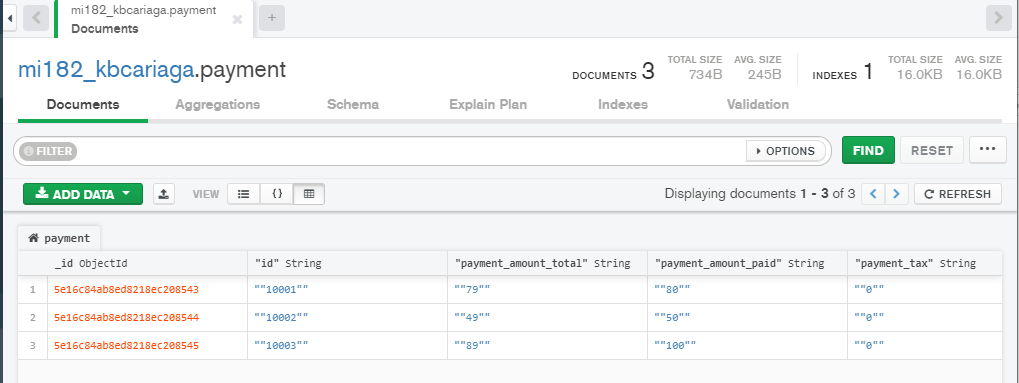 mi182_kbcariaga.payment
Documents
mi182_kbcariaga.payment
DOCUMENTS 3 TOTAL SIZE 734B AVG. SIZE 245B INDEXES 1 TOTAL SIZE 16.0KB AVG. SIZE 16.0KB
Documents Aggregations Schema Explain Plan Indexes Validation
FILTER OPTIONS FIND RESET ...
ADD DATA VIEW {} Displaying documents 1 - 3 of 3 < > REFRESH
payment
_id ObjectId "id" String "payment_amount_total" String "payment_amount_paid" String "payment_tax" String
1 5e16c84ab8ed8218ec208543 ""10001"" ""79"" ""80"" ""0""
2 5e16c84ab8ed8218ec208544 ""10002"" ""49"" ""50"" ""0""
3 5e16c84ab8ed8218ec208545 ""10003"" ""89"" ""100"" ""0""